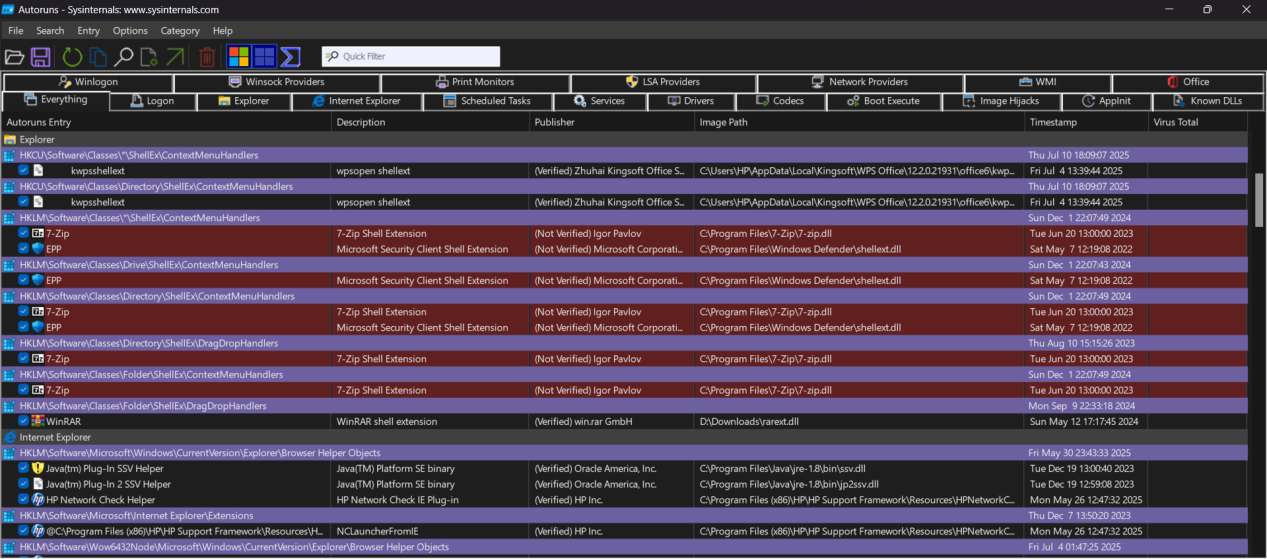 Autoruns - Sysinternals: www.sysinternals.com
File Search Entry Options Category Help
Quick Filter
Winlogon Winsock Providers Print Monitors LSA Providers Network Providers WMI Office
Everything Logon Explorer Internet Explorer Scheduled Tasks Services Drivers Codecs Boot Execute Image Hijacks AppInit Known DLLs
Autoruns Entry Description Publisher Image Path Timestamp Virus Total
Explorer
HKCU\Software\Classes\*\ShellEx\ContextMenuHandlers Thu Jul 10 18:09:07 2025
kwpsshellext wpsopen shellext (Verified) Zhuhai Kingsoft Office S... C:\Users\HP\AppData\Local\Kingsoft\WPS Office\12.2.0.21931\office6\kwp... Fri Jul 4 13:39:44 2025
HKCU\Software\Classes\Directory\ShellEx\ContextMenuHandlers Thu Jul 10 18:09:07 2025
kwpsshellext wpsopen shellext (Verified) Zhuhai Kingsoft Office S... C:\Users\HP\AppData\Local\Kingsoft\WPS Office\12.2.0.21931\office6\kwp... Fri Jul 4 13:39:44 2025
HKLM\Software\Classes\*\ShellEx\ContextMenuHandlers Sun Dec 1 22:07:49 2024
7-Zip 7-Zip Shell Extension (Not Verified) Igor Pavlov C:\Program Files\7-Zip\7-zip.dll Tue Jun 20 13:00:00 2023
EPP Microsoft Security Client Shell Extension (Not Verified) Microsoft Corporati... C:\Program Files\Windows Defender\shellext.dll Sat May 7 12:19:08 2022
HKLM\Software\Classes\Drive\ShellEx\ContextMenuHandlers Sun Dec 1 22:07:43 2024
EPP Microsoft Security Client Shell Extension (Not Verified) Microsoft Corporati... C:\Program Files\Windows Defender\shellext.dll Sat May 7 12:19:08 2022
HKLM\Software\Classes\Directory\ShellEx\ContextMenuHandlers Sun Dec 1 22:07:49 2024
7-Zip 7-Zip Shell Extension (Not Verified) Igor Pavlov C:\Program Files\7-Zip\7-zip.dll Tue Jun 20 13:00:00 2023
EPP Microsoft Security Client Shell Extension (Not Verified) Microsoft Corporati... C:\Program Files\Windows Defender\shellext.dll Sat May 7 12:19:08 2022
HKLM\Software\Classes\Directory\ShellEx\DragDropHandlers Thu Aug 10 15:15:26 2023
7-Zip 7-Zip Shell Extension (Not Verified) Igor Pavlov C:\Program Files\7-Zip\7-zip.dll Tue Jun 20 13:00:00 2023
HKLM\Software\Classes\Folder\ShellEx\ContextMenuHandlers Sun Dec 1 22:07:49 2024
7-Zip 7-Zip Shell Extension (Not Verified) Igor Pavlov C:\Program Files\7-Zip\7-zip.dll Tue Jun 20 13:00:00 2023
HKLM\Software\Classes\Folder\ShellEx\DragDropHandlers Mon Sep 9 22:33:18 2024
WinRAR WinRAR shell extension (Verified) win.rar GmbH D:\Downloads\rarext.dll Sun May 12 17:17:45 2024
Internet Explorer
HKLM\Software\Microsoft\Windows\CurrentVersion\Explorer\Browser Helper Objects Fri May 30 23:43:33 2025
Java(tm) Plug-In SSV Helper Java(TM) Platform SE binary (Verified) Oracle America, Inc. C:\Program Files\Java\jre-1.8\bin\ssv.dll Tue Dec 19 13:00:40 2023
Java(tm) Plug-In 2 SSV Helper Java(TM) Platform SE binary (Verified) Oracle America, Inc. C:\Program Files\Java\jre-1.8\bin\jp2ssv.dll Tue Dec 19 12:59:08 2023
HP Network Check Helper HP Network Check IE Plug-in (Verified) HP Inc. C:\Program Files (x86)\HP\HP Support Framework\Resources\HPNetworkC... Mon May 26 12:47:32 2025
HKLM\Software\Microsoft\Internet Explorer\Extensions Thu Dec 7 13:50:20 2023
@C:\Program Files (x86)\HP\HP Support Framework\Resources\H... NCLauncherFromIE (Verified) HP Inc. C:\Program Files (x86)\HP\HP Support Framework\Resources\HPNetworkC... Mon May 26 12:47:32 2025
HKLM\Software\Wow6432Node\Microsoft\Windows\CurrentVersion\Explorer\Browser Helper Objects Fri Jul 4 01:47:25 2025